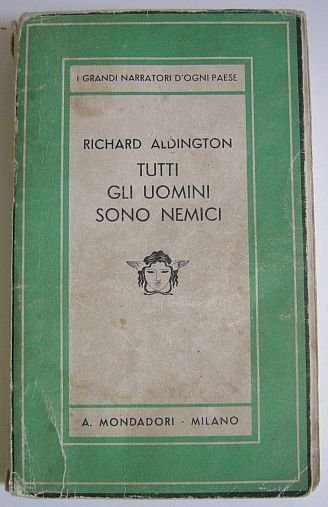 I GRANDI NARRATORI D'OGNI PAESE
RICHARD ALDINGTON
TUTTI
GLI UOMINI
SONO NEMICI
A. MONDADORI · MILANO